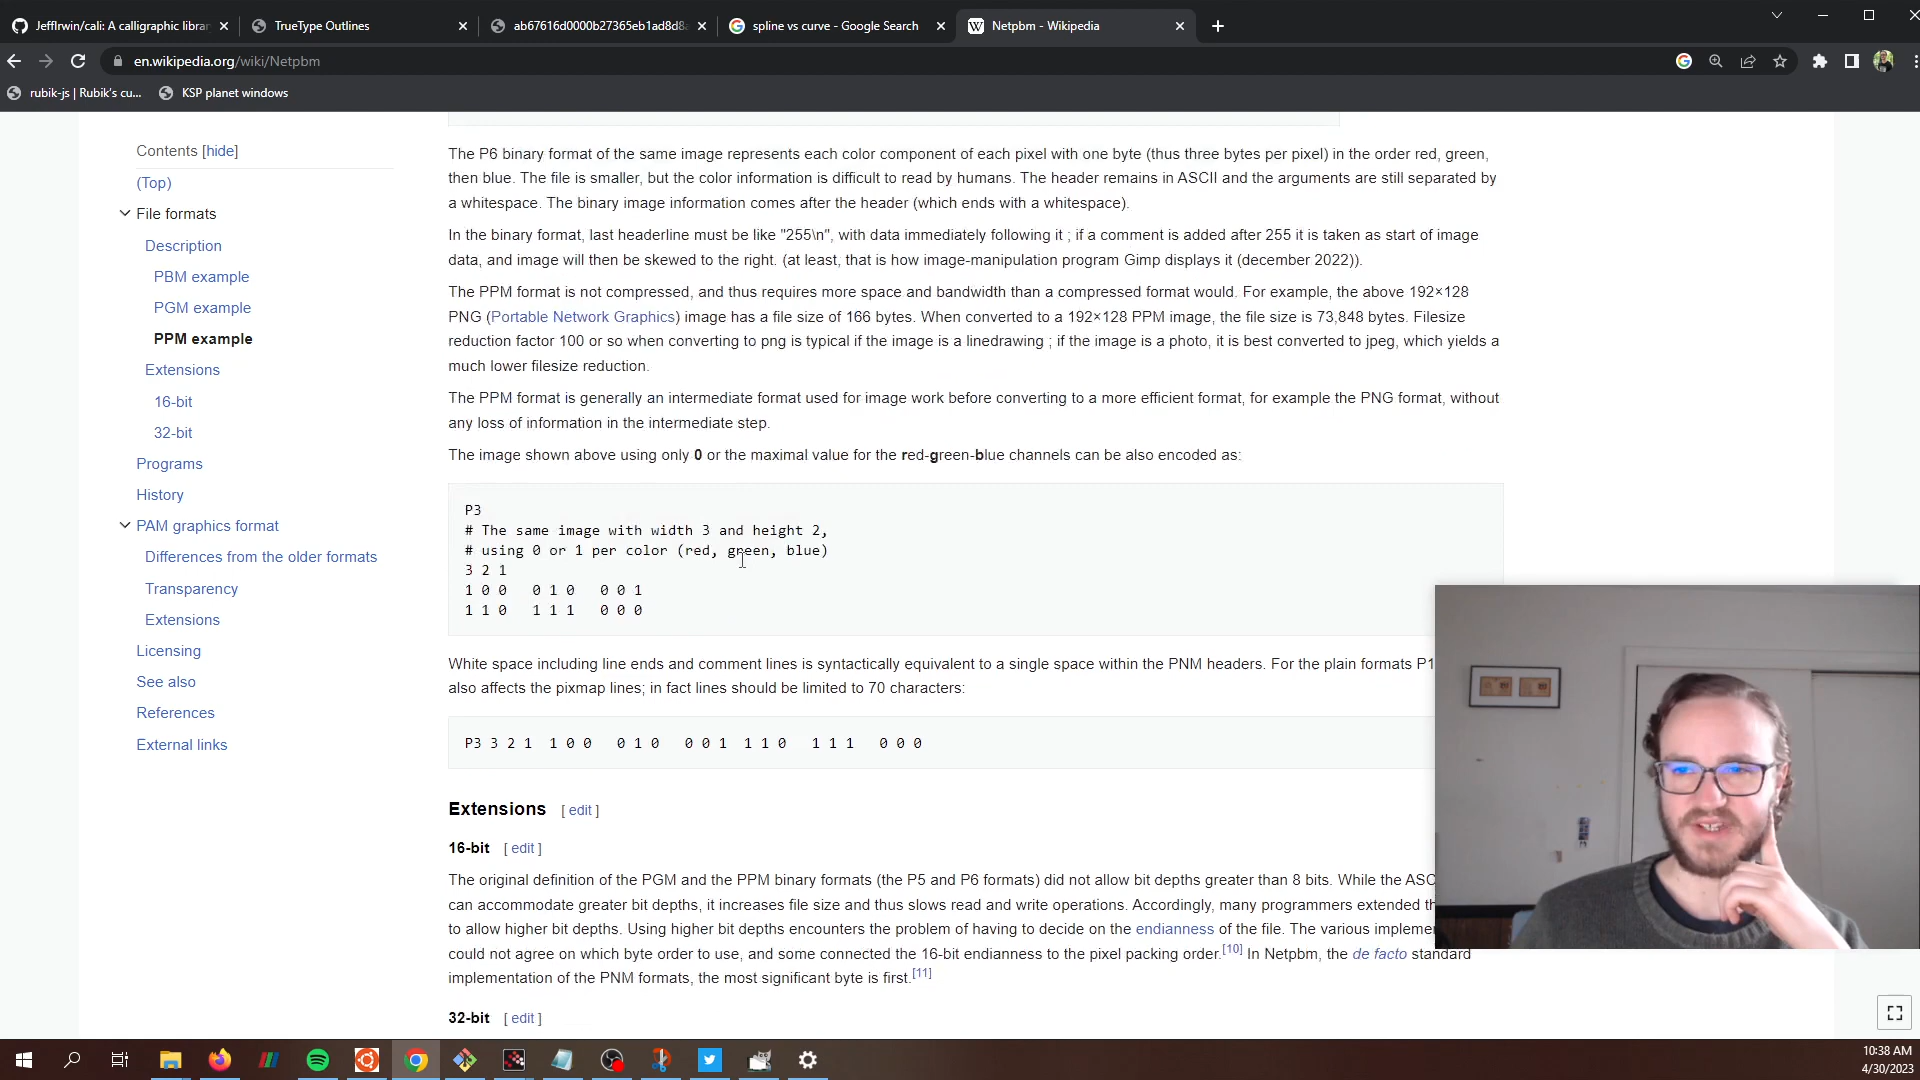 JeffIrwin/cali: A calligraphic librar
TrueType Outlines
ab67616d0000b27365eb1ad8d8
spline vs curve - Google Search
Netpbm - Wikipedia
en.wikipedia.org/wiki/Netpbm
rubik-js | Rubik's cu...
KSP planet windows
Contents [hide]
(Top)
File formats
Description
PBM example
PGM example
PPM example
Extensions
16-bit
32-bit
Programs
History
PAM graphics format
Differences from the older formats
Transparency
Extensions
Licensing
See also
References
External links
The P6 binary format of the same image represents each color component of each pixel with one byte (thus three bytes per pixel) in the order red, green,
then blue. The file is smaller, but the color information is difficult to read by humans. The header remains in ASCII and the arguments are still separated by
a whitespace. The binary image information comes after the header (which ends with a whitespace).
In the binary format, last headerline must be like "255\n", with data immediately following it ; if a comment is added after 255 it is taken as start of image
data, and image will then be skewed to the right. (at least, that is how image-manipulation program Gimp displays it (december 2022)).
The PPM format is not compressed, and thus requires more space and bandwidth than a compressed format would. For example, the above 192×128
PNG (Portable Network Graphics) image has a file size of 166 bytes. When converted to a 192×128 PPM image, the file size is 73,848 bytes. Filesize
reduction factor 100 or so when converting to png is typical if the image is a linedrawing ; if the image is a photo, it is best converted to jpeg, which yields a
much lower filesize reduction.
The PPM format is generally an intermediate format used for image work before converting to a more efficient format, for example the PNG format, without
any loss of information in the intermediate step.
The image shown above using only 0 or the maximal value for the red-green-blue channels can be also encoded as:
P3
# The same image with width 3 and height 2,
# using 0 or 1 per color (red, green, blue)
3 2 1
1 0 0   0 1 0   0 0 1
1 1 0   1 1 1   0 0 0
White space including line ends and comment lines is syntactically equivalent to a single space within the PNM headers. For the plain formats P1
also affects the pixmap lines; in fact lines should be limited to 70 characters:
P3 3 2 1  1 0 0   0 1 0   0 0 1  1 1 0   1 1 1   0 0 0
Extensions [ edit ]
16-bit [ edit ]
The original definition of the PGM and the PPM binary formats (the P5 and P6 formats) did not allow bit depths greater than 8 bits. While the ASC
can accommodate greater bit depths, it increases file size and thus slows read and write operations. Accordingly, many programmers extended th
to allow higher bit depths. Using higher bit depths encounters the problem of having to decide on the endianness of the file. The various implemen
could not agree on which byte order to use, and some connected the 16-bit endianness to the pixel packing order.[10] In Netpbm, the de facto standard
implementation of the PNM formats, the most significant byte is first.[11]
32-bit [ edit ]
10:38 AM
4/30/2023